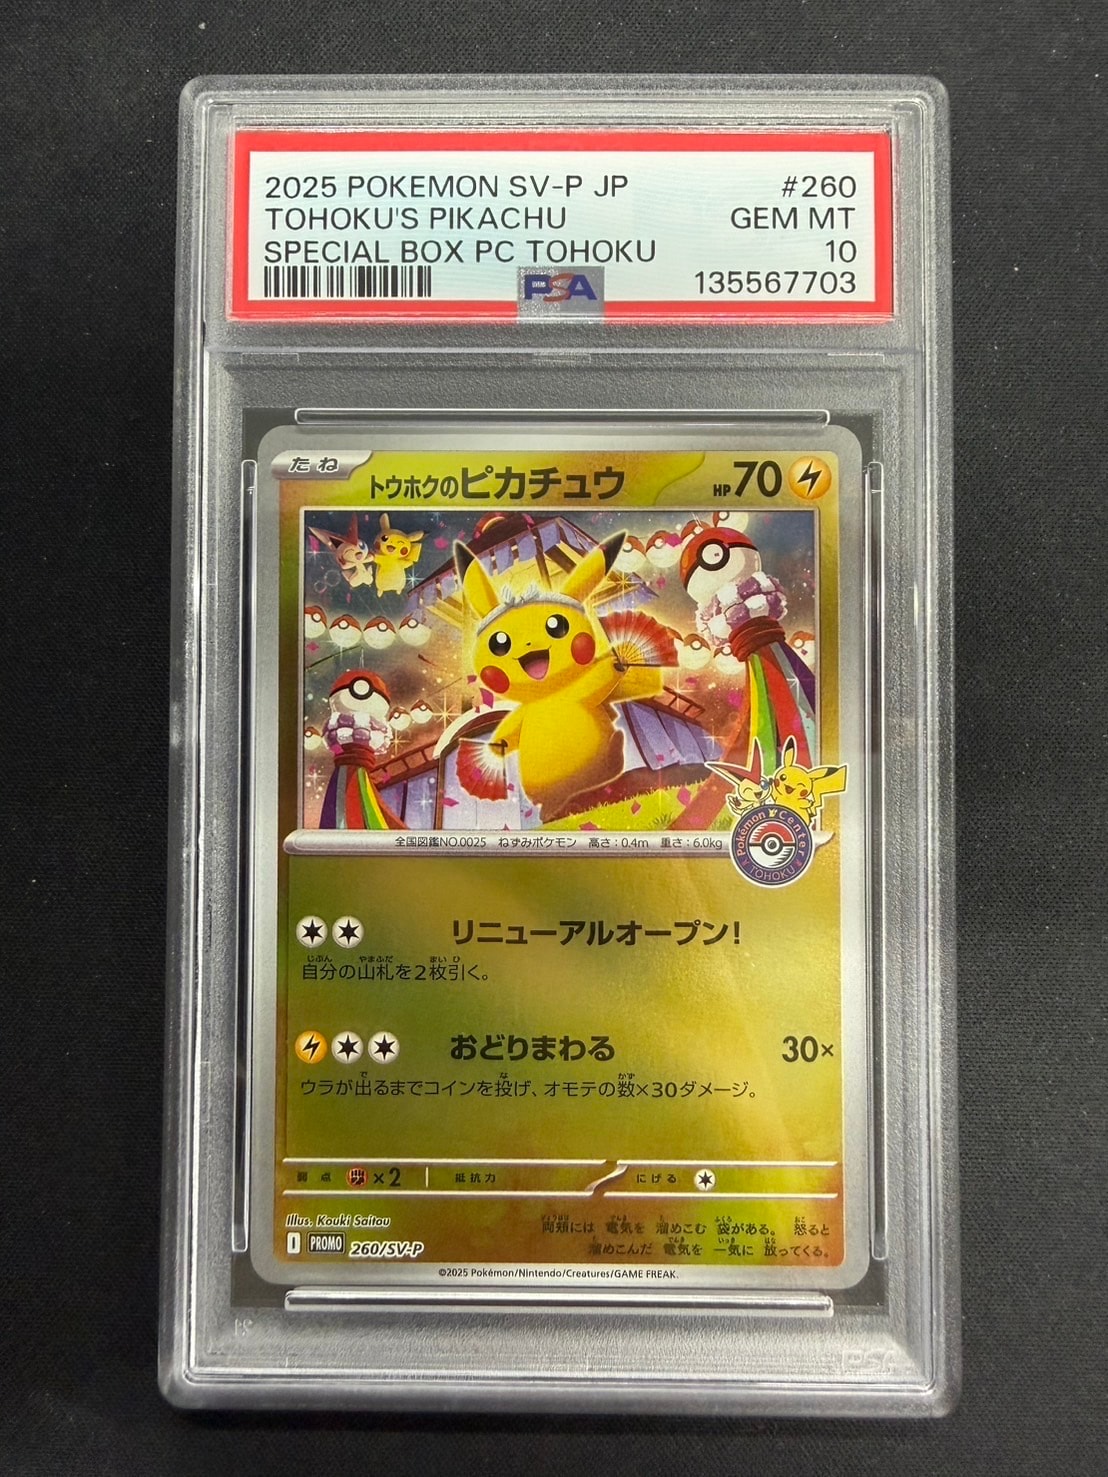 2025 POKEMON SV-P JP #260
TOHOKU'S PIKACHU GEM MT
SPECIAL BOX PC TOHOKU 10
PSA 135567703
たね トウホクのピカチュウ HP70
全国図鑑NO.0025 ねずみポケモン 高さ:0.4m 重さ:6.0kg
Pokémon Center
TOHOKU
リニューアルオープン!
自分の山札を2枚引く。
おどりまわる 30×
ウラが出るまでコインを投げ、オモテの数×30ダメージ。
弱点 ×2 抵抗力 にげる
Illus. Kouki Saitou
両頬には 電気を 溜めこむ 袋がある。 怒ると
I PROMO 260/SV-P
溜めこんだ 電気を 一気に 放ってくる。
©2025 Pokémon/Nintendo/Creatures/GAME FREAK.